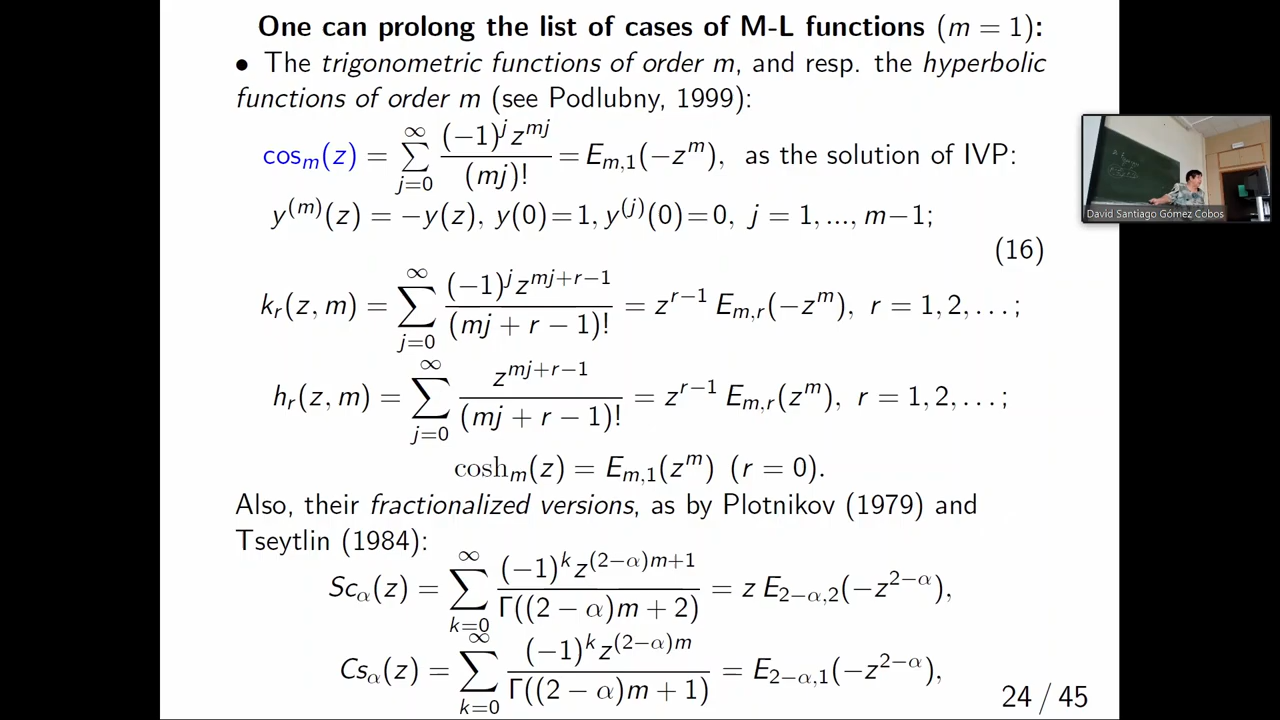 One can prolong the list of cases of M-L functions (m = 1):
• The trigonometric functions of order m, and resp. the hyperbolic
functions of order m (see Podlubny, 1999):
cos_m(z) = ∑_{j=0}^{∞} (−1)^j z^{mj} / (mj)! = E_{m,1}(−z^m), as the solution of IVP:
y^{(m)}(z) = −y(z), y(0)=1, y^{(j)}(0)=0, j = 1, ..., m−1;
(16)
k_r(z, m) = ∑_{j=0}^{∞} (−1)^j z^{mj+r−1} / (mj + r − 1)! = z^{r−1} E_{m,r}(−z^m), r = 1, 2, . . . ;
h_r(z, m) = ∑_{j=0}^{∞} z^{mj+r−1} / (mj + r − 1)! = z^{r−1} E_{m,r}(z^m), r = 1, 2, . . . ;
cosh_m(z) = E_{m,1}(z^m) (r = 0).
Also, their fractionalized versions, as by Plotnikov (1979) and
Tseytlin (1984):
Sc_α(z) = ∑_{k=0}^{∞} (−1)^k z^{(2−α)m+1} / Γ((2 − α)m + 2) = z E_{2−α,2}(−z^{2−α}),
Cs_α(z) = ∑_{k=0}^{∞} (−1)^k z^{(2−α)m} / Γ((2 − α)m + 1) = E_{2−α,1}(−z^{2−α}),
24 / 45
David Santiago Gómez Cobos